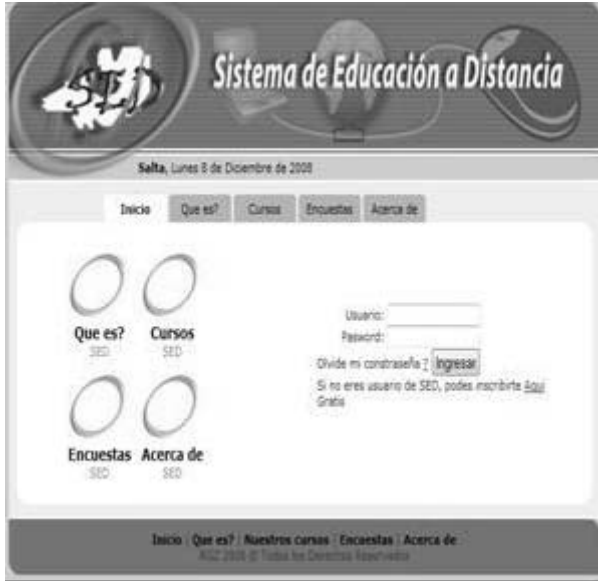 SED
Sistema de Educación a Distancia
Salta, Lunes 8 de Diciembre de 2008
Inicio Que es? Cursos Encuestas Acerca de
Que es? Cursos
SED SED
Usuario:
Password:
Olvide mi constraseña ? Ingresar
Si no eres usuario de SED, podes inscribirte Aqui
Gratis
Encuestas Acerca de
SED SED
Inicio | Que es? | Nuestros cursos | Encuestas | Acerca de
2008 © Todos los Derechos Reservados